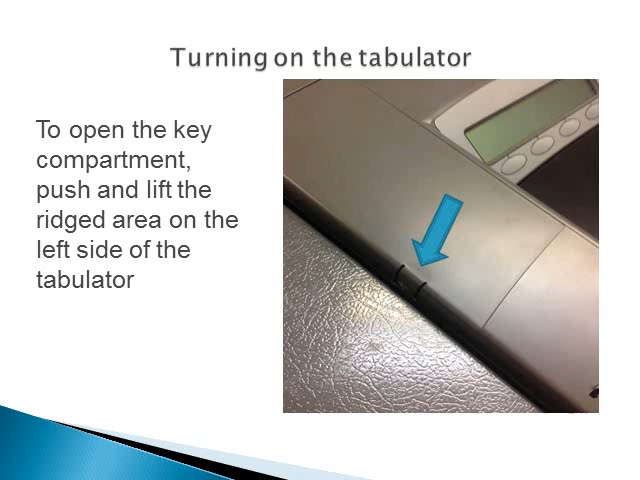 Turning on the tabulator
To open the key
compartment,
push and lift the
ridged area on the
left side of the
tabulator